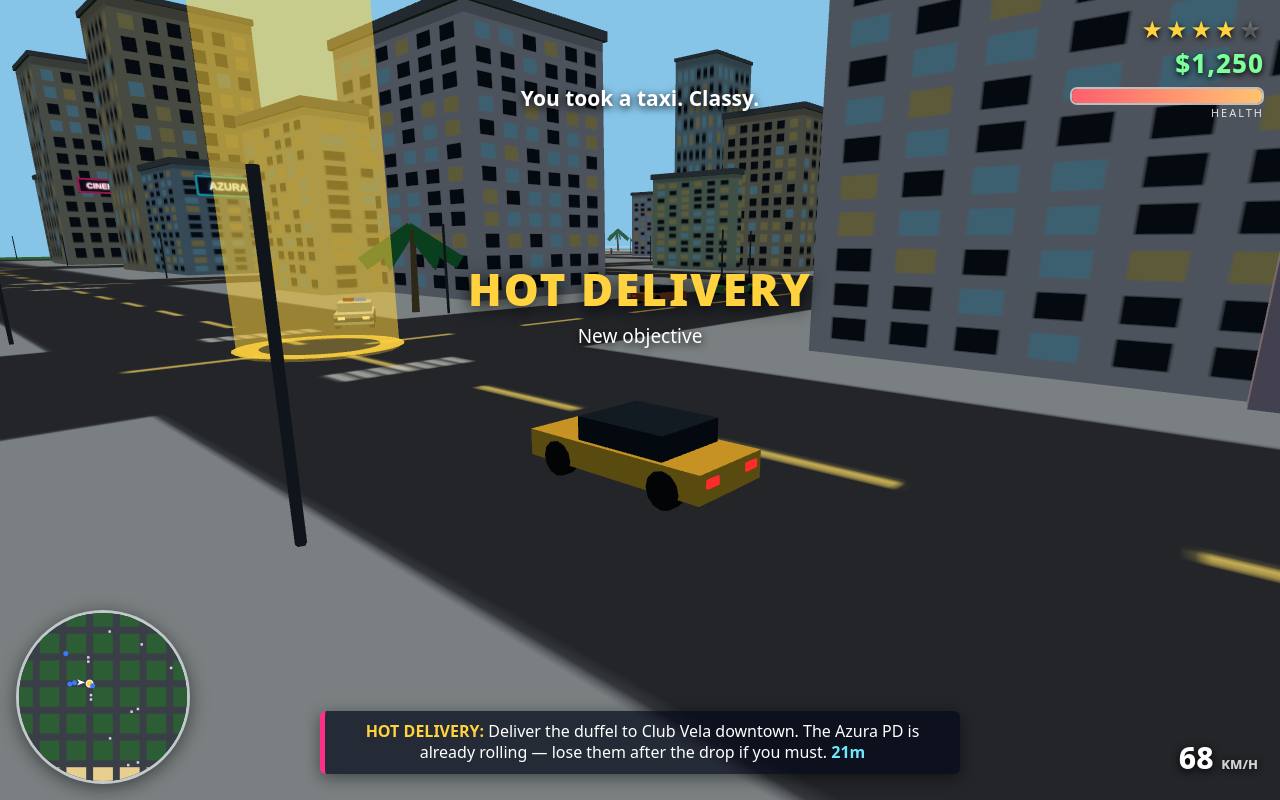 $1,250
HEALTH
You took a taxi. Classy.
AZURA
HOT DELIVERY
New objective
HOT DELIVERY: Deliver the duffel to Club Vela downtown. The Azura PD is
already rolling — lose them after the drop if you must. 21m
68 KM/H